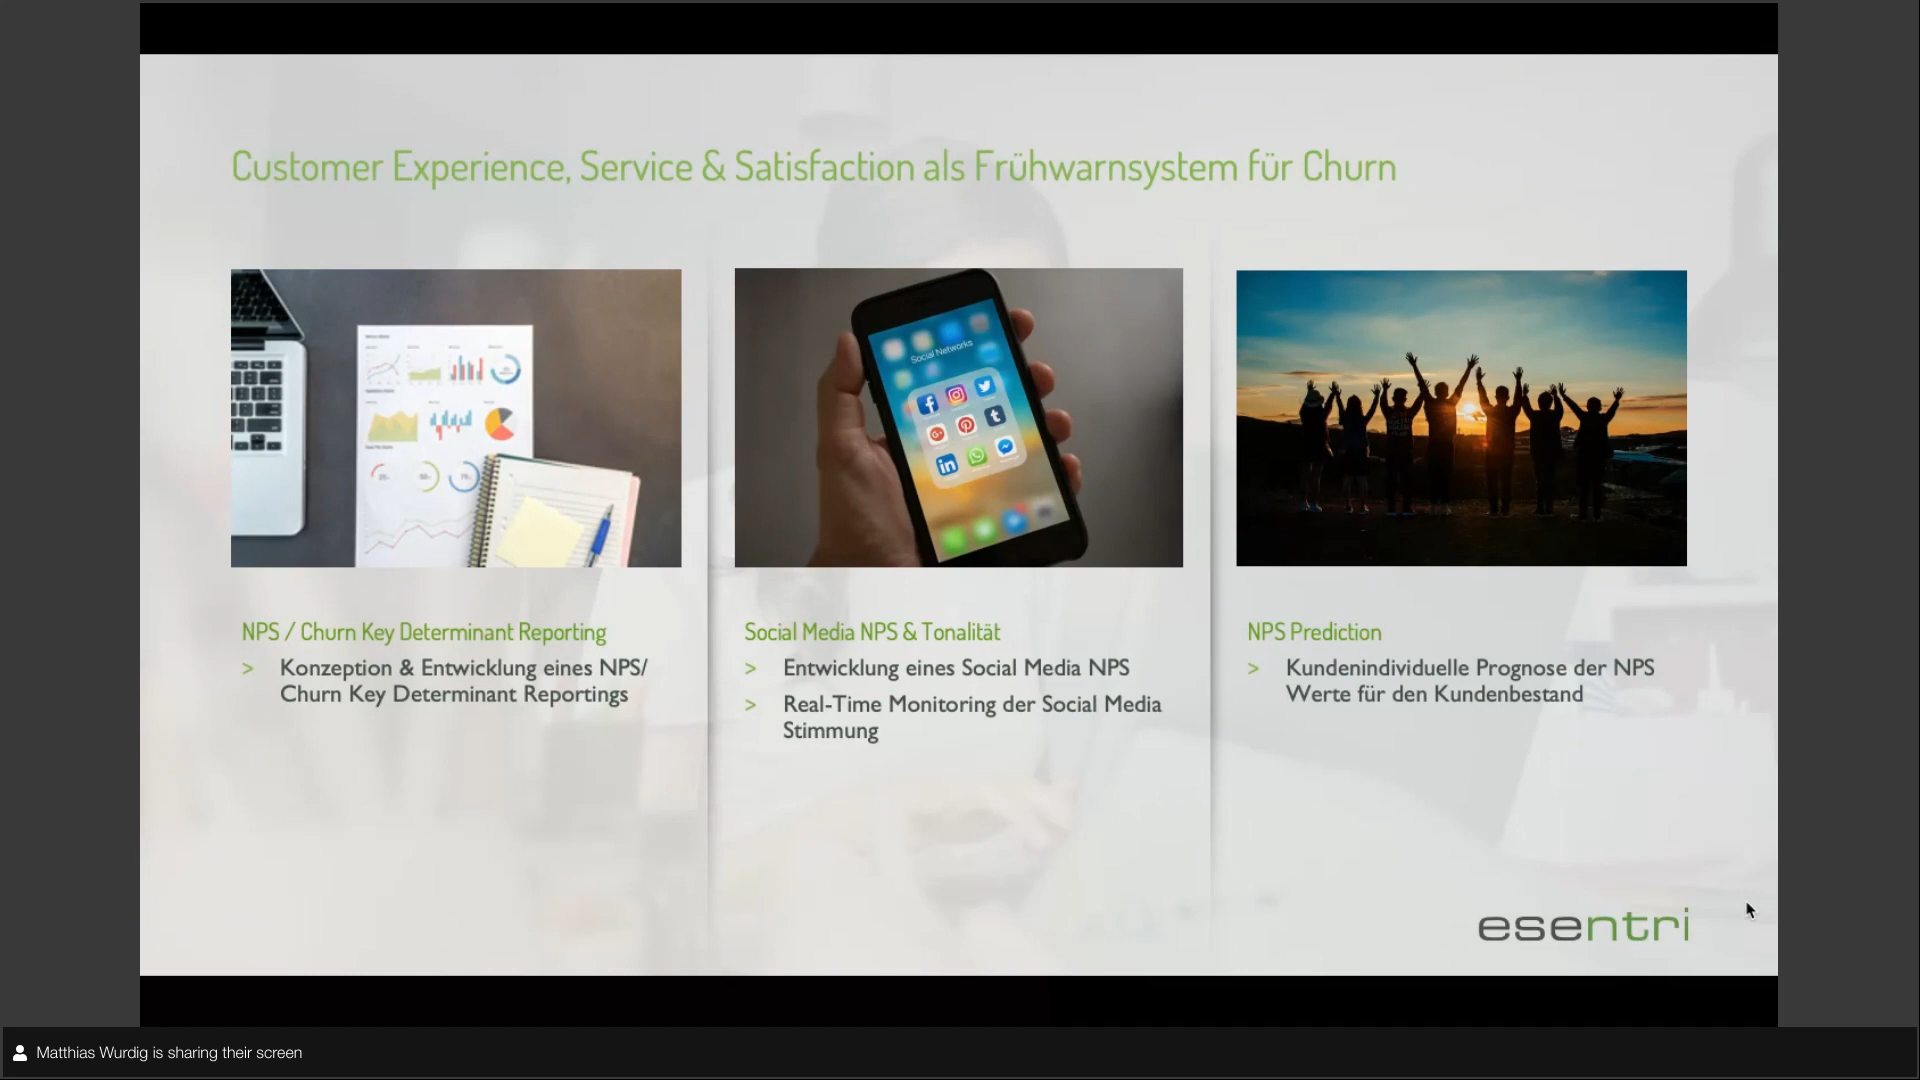 Customer Experience, Service & Satisfaction als Frühwarnsystem für Churn
Social Networks
NPS / Churn Key Determinant Reporting
> Konzeption & Entwicklung eines NPS/
Churn Key Determinant Reportings
Social Media NPS & Tonalität
> Entwicklung eines Social Media NPS
> Real-Time Monitoring der Social Media
Stimmung
NPS Prediction
> Kundenindividuelle Prognose der NPS
Werte für den Kundenbestand
esentri
Matthias Wurdig is sharing their screen